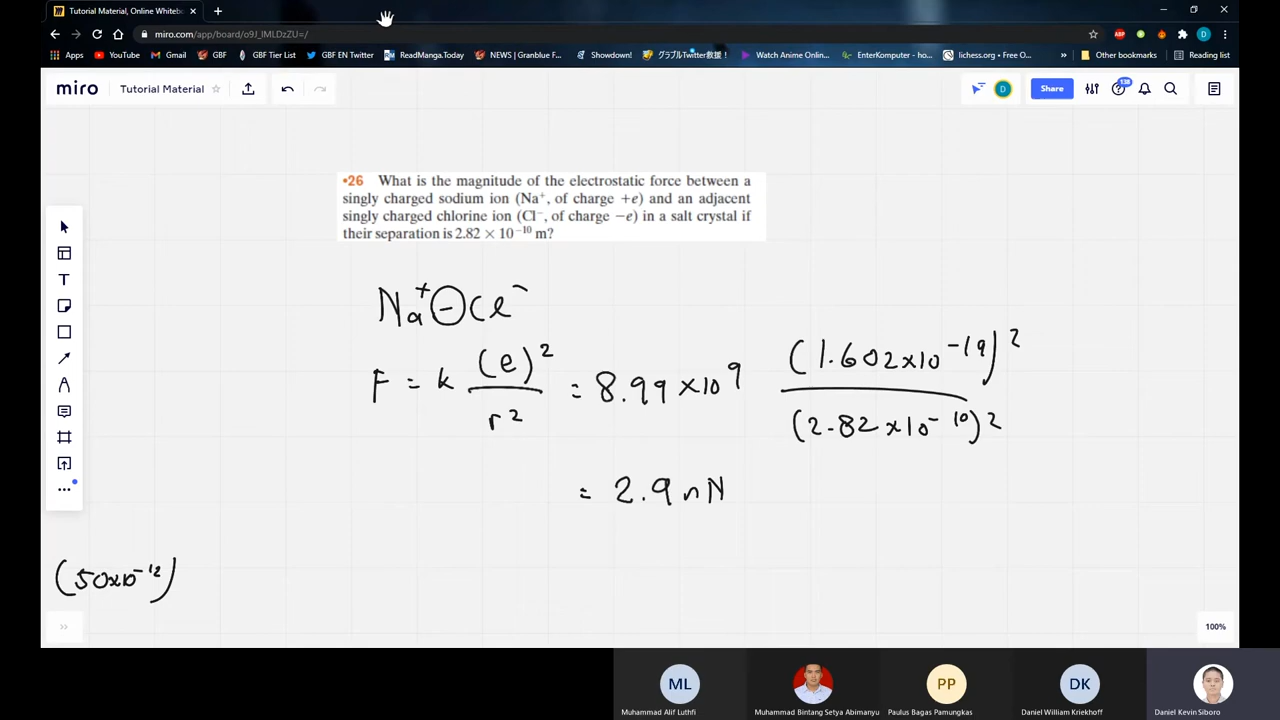 Tutorial Material, Online Whitebo
miro.com/app/board/o9J_lMLDzZU=/
Apps YouTube Gmail GBF GBF Tier List GBF EN Twitter ReadManga.Today NEWS | Granblue F... Showdown! グラブルTwitter救援! Watch Anime Onlin... EnterKomputer - ho... lichess.org • Free O... » Other bookmarks Reading list
miro Tutorial Material D 138 Share
•26 What is the magnitude of the electrostatic force between a
singly charged sodium ion (Na⁺, of charge +e) and an adjacent
singly charged chlorine ion (Cl⁻, of charge −e) in a salt crystal if
their separation is 2.82 × 10⁻¹⁰ m?
Na⁺ ⊖ Cl⁻
F = k (e)²/r² = 8.99 × 10⁹ (1.602×10⁻¹⁹)²/(2.82×10⁻¹⁰)²
= 2.9 nN
(50×10⁻¹²)
100%
ML PP DK
Muhammad Alif Luthfi Muhammad Bintang Setya Abimanyu Paulus Bagas Pamungkas Daniel William Kriekhoff Daniel Kevin Siboro